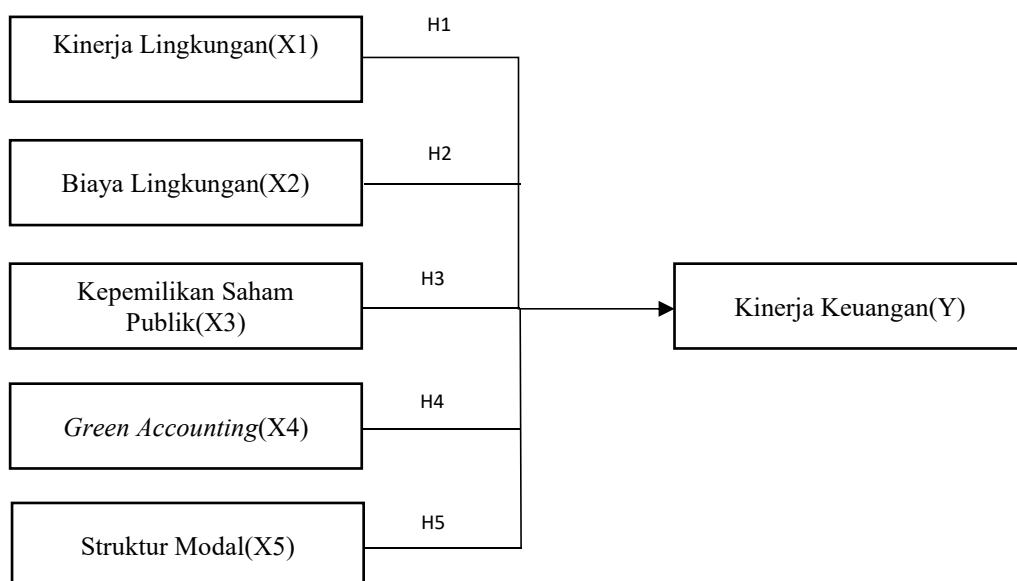 H1
Kinerja Lingkungan(X1)
H2
Biaya Lingkungan(X2)
H3
Kepemilikan Saham
Publik(X3)
Kinerja Keuangan(Y)
H4
Green Accounting(X4)
H5
Struktur Modal(X5)